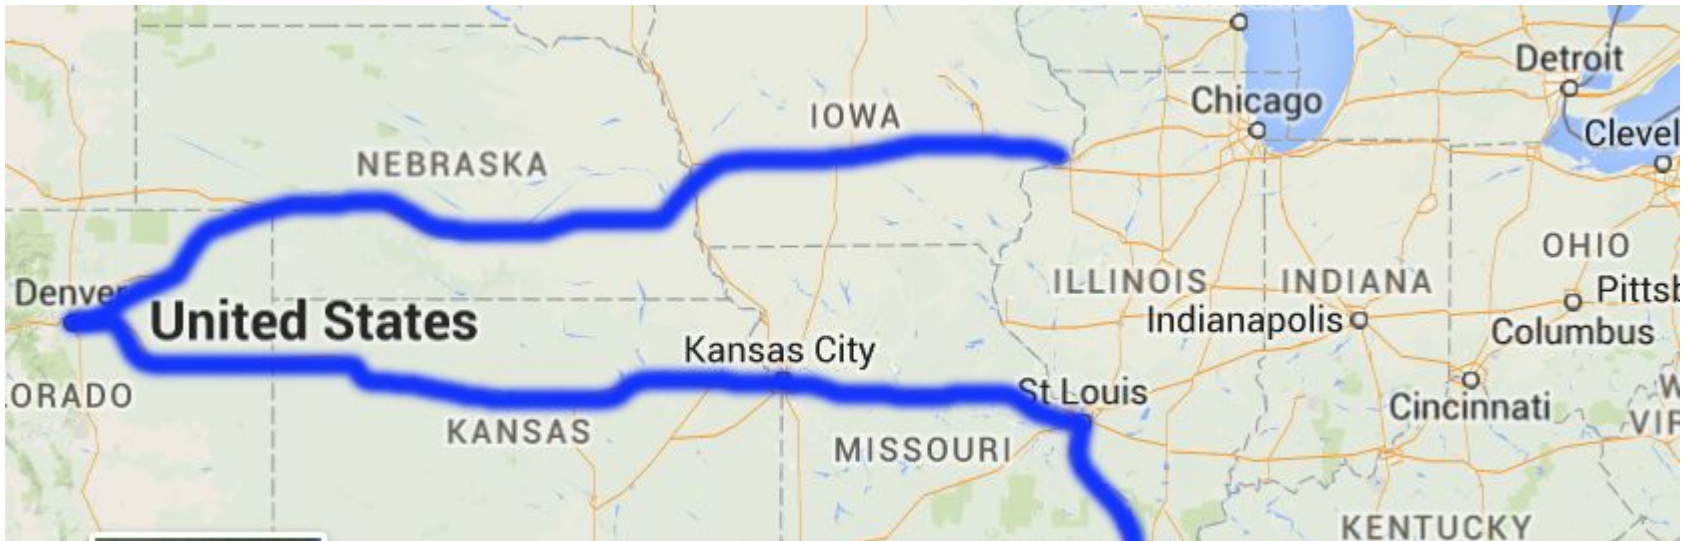 Detroit
Chicago
Clevel
IOWA
NEBRASKA
OHIO
ILLINOIS
INDIANA
Pittsb
Denver
United States
Indianapolis
Columbus
Kansas City
ORADO
St Louis
Cincinnati
W
VIR
KANSAS
MISSOURI
KENTUCKY